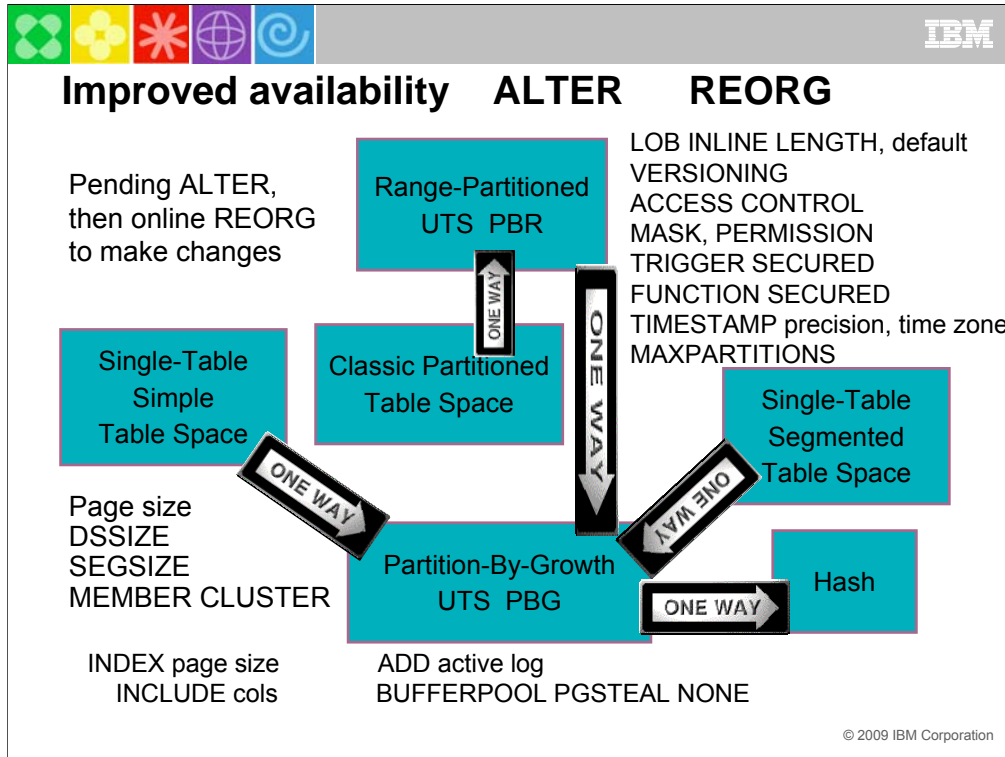 IBM
Improved availability ALTER REORG
Pending ALTER,
then online REORG
to make changes
Range-Partitioned
UTS PBR
LOB INLINE LENGTH, default
VERSIONING
ACCESS CONTROL
MASK, PERMISSION
TRIGGER SECURED
FUNCTION SECURED
TIMESTAMP precision, time zone
MAXPARTITIONS
ONE WAY
ONE WAY
Single-Table
Simple
Table Space
Classic Partitioned
Table Space
Single-Table
Segmented
Table Space
ONE WAY
ONE WAY
Page size
DSSIZE
SEGSIZE
MEMBER CLUSTER
Partition-By-Growth
UTS PBG
ONE WAY
Hash
INDEX page size
INCLUDE cols
ADD active log
BUFFERPOOL PGSTEAL NONE
© 2009 IBM Corporation